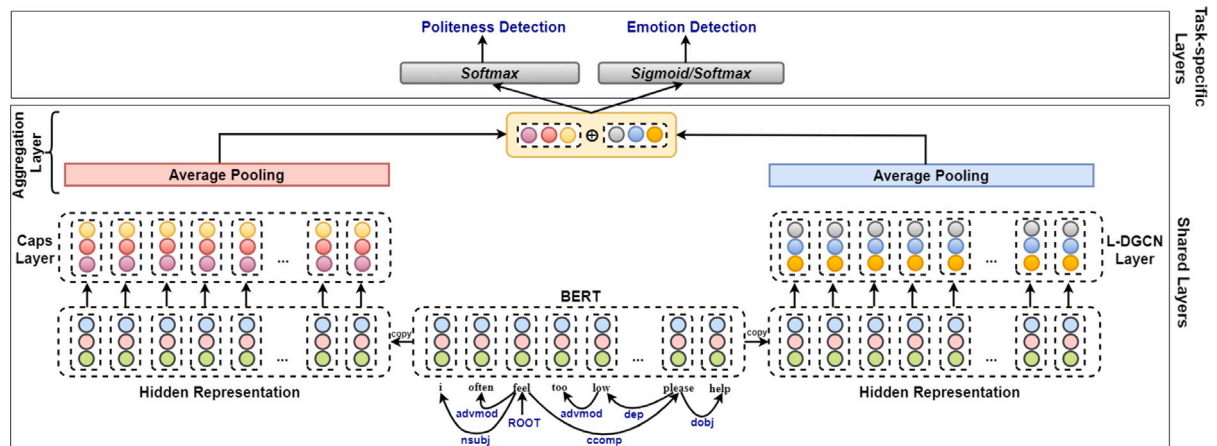 Politeness Detection
Emotion Detection
Softmax
Sigmoid/Softmax
Task-specific
Layers
Aggregation
Layer
Average Pooling
Average Pooling
Caps
Layer
...
...
L-DGCN
Layer
Shared Layers
BERT
copy
copy
...
...
...
Hidden Representation
Hidden Representation
i often feel too low please help
advmod
ROOT
advmod
dep
dobj
nsubj
ccomp